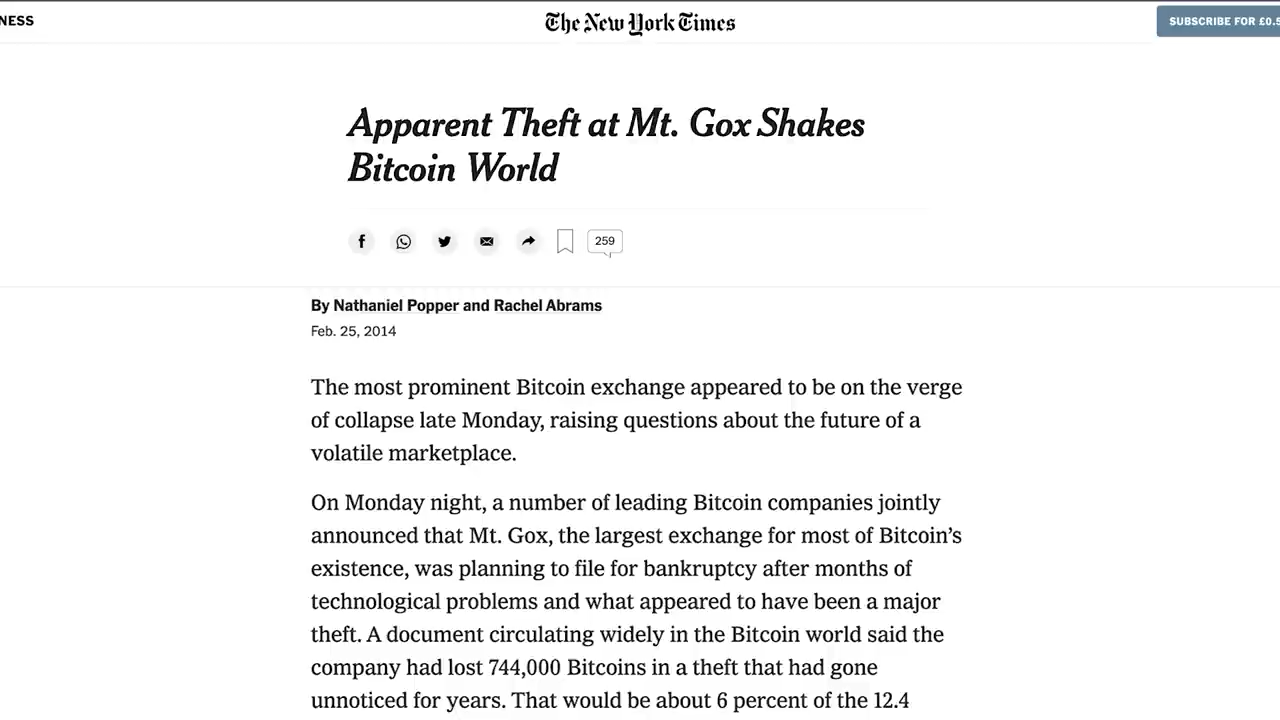 NESS
The New York Times
SUBSCRIBE FOR £0.5
Apparent Theft at Mt. Gox Shakes
Bitcoin World
259
By Nathaniel Popper and Rachel Abrams
Feb. 25, 2014
The most prominent Bitcoin exchange appeared to be on the verge
of collapse late Monday, raising questions about the future of a
volatile marketplace.
On Monday night, a number of leading Bitcoin companies jointly
announced that Mt. Gox, the largest exchange for most of Bitcoin’s
existence, was planning to file for bankruptcy after months of
technological problems and what appeared to have been a major
theft. A document circulating widely in the Bitcoin world said the
company had lost 744,000 Bitcoins in a theft that had gone
unnoticed for years. That would be about 6 percent of the 12.4